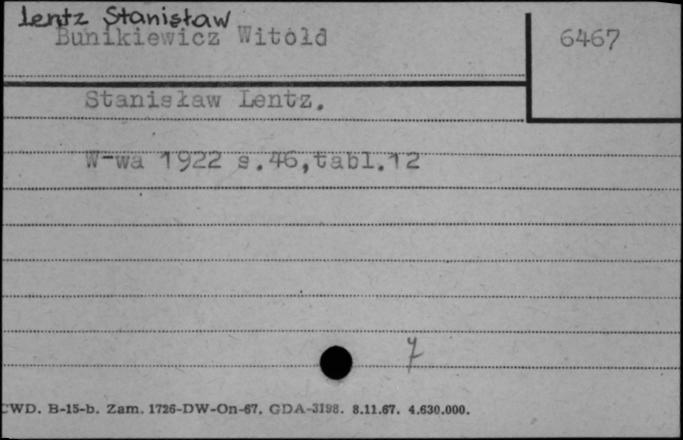 Lentz Stanisław
Bunikiewicz Witold
6467
Stanisław Lentz.
W-wa 1922 s.46,tabl.12
7
CWD. B-15-b. Zam. 1726-DW-On-67. GDA-3198. 8.11.67. 4.630.000.